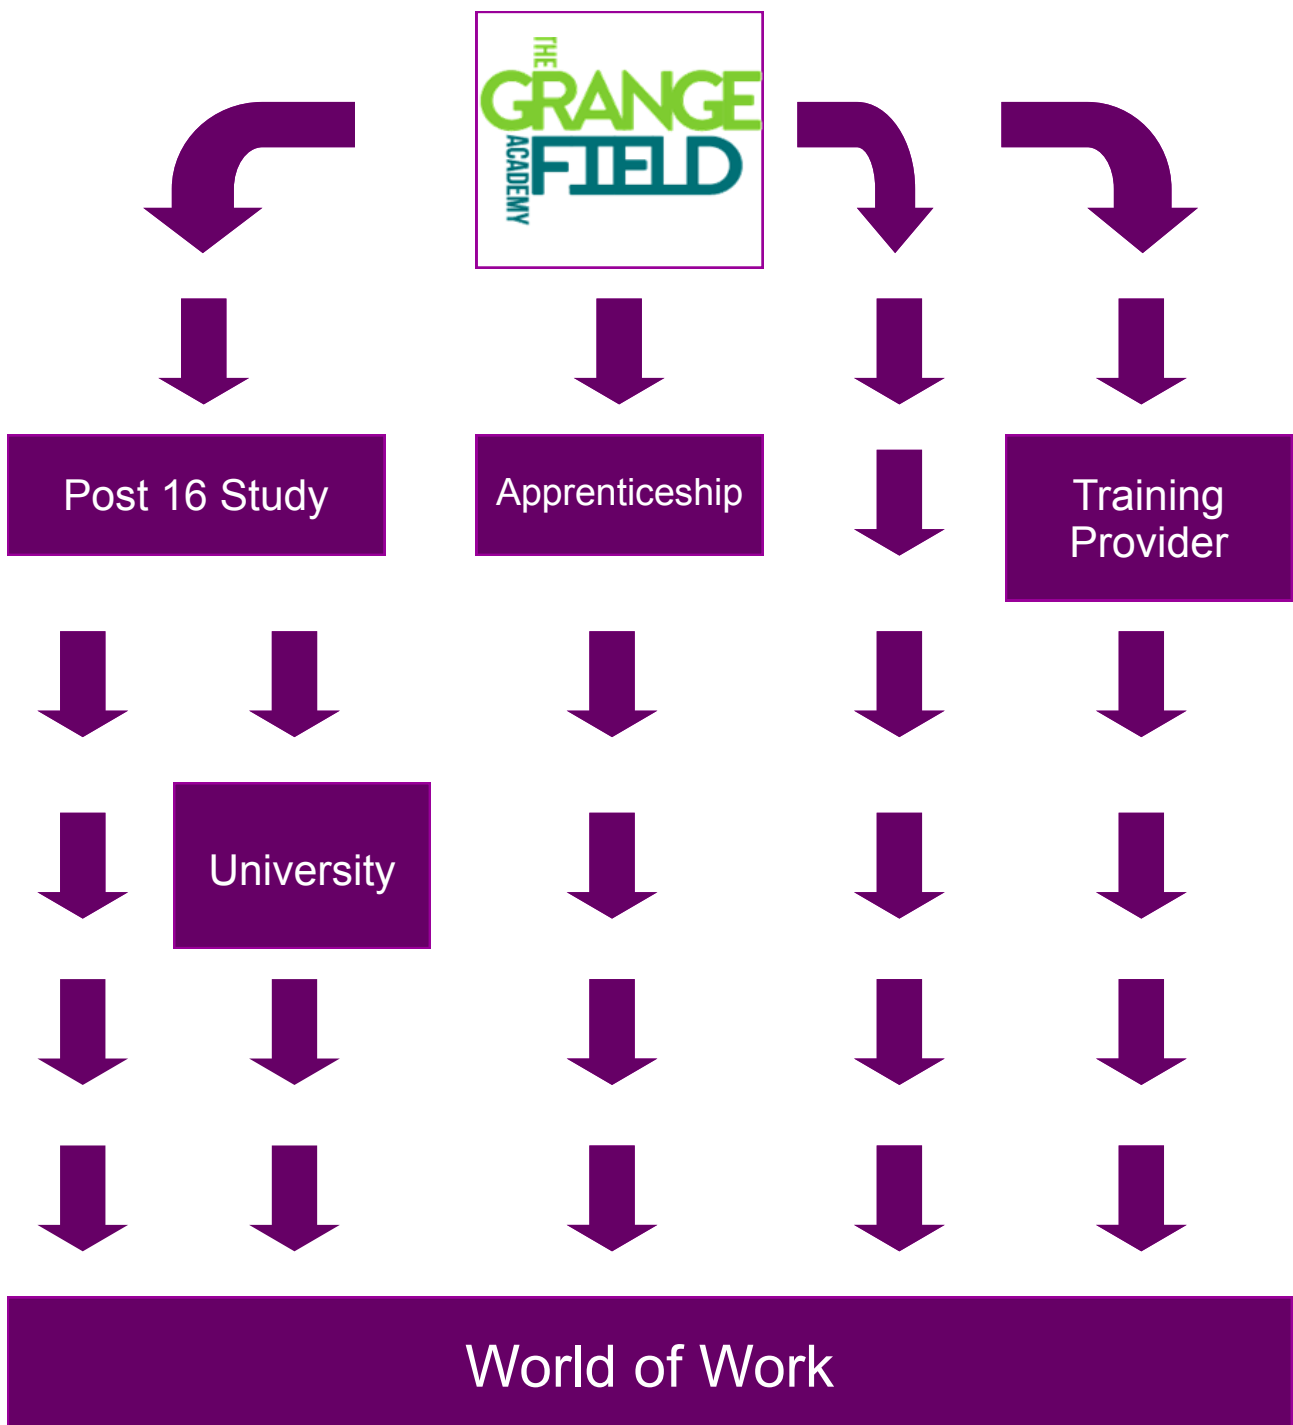 THE
GRANGE
ACADEMY
FIELD
Post 16 Study
Apprenticeship
Training
Provider
University
World of Work